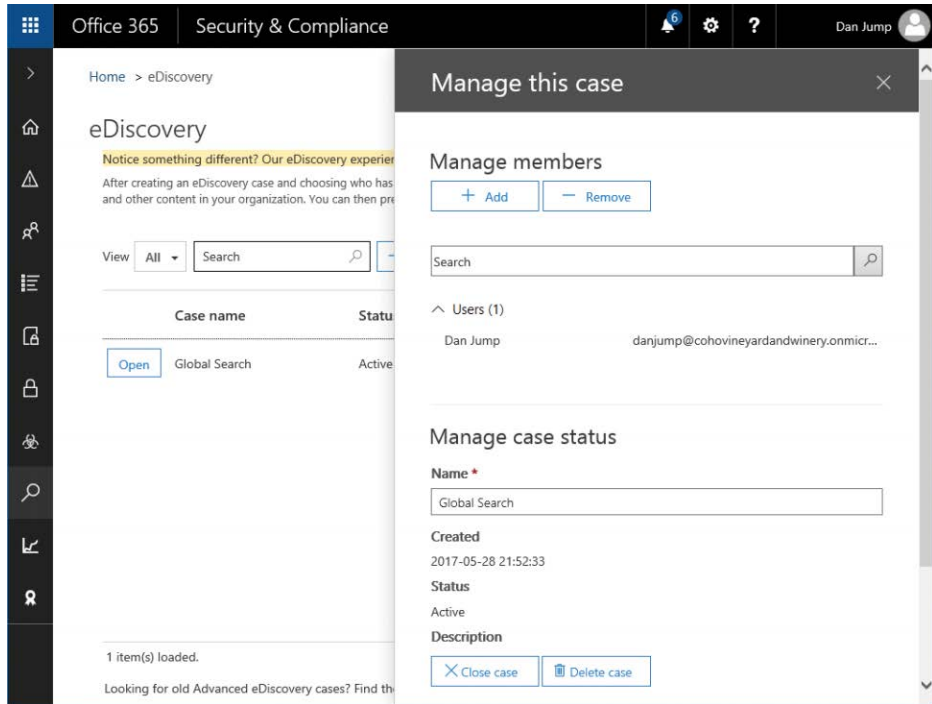 Office 365 Security & Compliance 6 ? Dan Jump
Home > eDiscovery
eDiscovery
Notice something different? Our eDiscovery
After creating an eDiscovery case and choosing who has
and other content in your organization. You can then
View All Search
Case name Status
Open Global Search Active
1 item(s) loaded.
Looking for old Advanced eDiscovery cases? Find
Manage this case
Manage members
+ Add − Remove
Search
Users (1)
Dan Jump danjump@cohovineyardandwinery.onmicr...
Manage case status
Name *
Global Search
Created
2017-05-28 21:52:33
Status
Active
Description
Close case Delete case